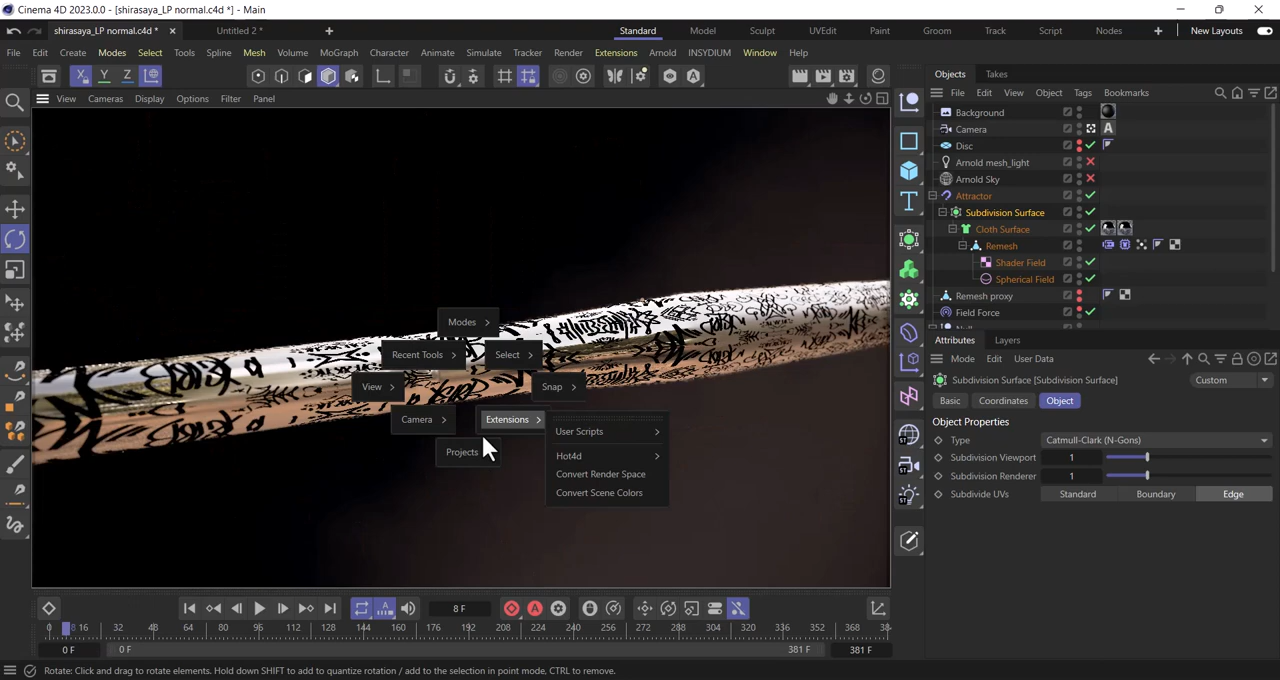 Cinema 4D 2023.0.0 - [shirasaya_LP normal.c4d *] - Main
shirasaya_LP normal.c4d *
Untitled 2 *
Standard
Model
Sculpt
UVEdit
Paint
Groom
Track
Script
Nodes
New Layouts
File Edit Create Modes Select Tools Spline Mesh Volume MoGraph Character Animate Simulate Tracker Render Extensions Arnold INSYDIUM Window Help
X Y Z
View Cameras Display Options Filter Panel
Modes
Recent Tools
Select
View
Snap
Camera
Extensions
Projects
User Scripts
Hot4d
Convert Render Space
Convert Scene Colors
Objects Takes
File Edit View Object Tags Bookmarks
Background
Camera
Disc
Arnold mesh_light
Arnold Sky
Attractor
Subdivision Surface
Cloth Surface
Remesh
Shader Field
Spherical Field
Remesh proxy
Field Force
Null
Attributes Layers
Mode Edit User Data
Subdivision Surface [Subdivision Surface]
Custom
Basic Coordinates Object
Object Properties
Type Catmull-Clark (N-Gons)
Subdivision Viewport 1
Subdivision Renderer 1
Subdivide UVs Standard Boundary Edge
8 F
0 8 16 32 48 64 80 96 112 128 144 160 176 192 208 224 240 256 272 288 304 320 336 352 368 38
0 F 0 F 381 F 381 F
Rotate: Click and drag to rotate elements. Hold down SHIFT to add to quantize rotation / add to the selection in point mode, CTRL to remove.